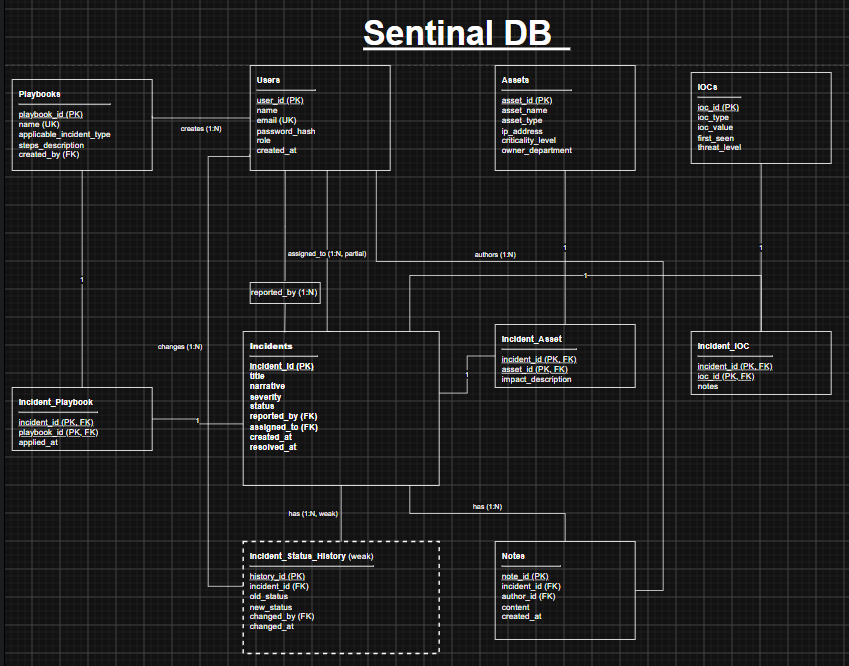 Sentinal DB
Playbooks
playbook_id (PK)
name (UK)
applicable_incident_type
steps_description
created_by (FK)
creates (1:N)
Users
user_id (PK)
name
email (UK)
password_hash
role
created_at
Assets
asset_id (PK)
asset_name
asset_type
ip_address
criticality_level
owner_department
IOCs
ioc_id (PK)
ioc_type
ioc_value
first_seen
threat_level
assigned_to (1:N, partial)
authors (1:N)
1
1
1
1
reported_by (1:N)
changes (1:N)
Incidents
Incident_id (PK)
title
narrative
severity
status
reported_by (FK)
assigned_to (FK)
created_at
resolved_at
Incident_Asset
incident_id (PK, FK)
asset_id (PK, FK)
impact_description
1
Incident_IOC
incident_id (PK, FK)
ioc_id (PK, FK)
notes
Incident_Playbook
incident_id (PK, FK)
playbook_id (PK, FK)
applied_at
1
has (1:N, weak)
has (1:N)
Incident_Status_History (weak)
history_id (PK)
incident_id (FK)
old_status
new_status
changed_by (FK)
changed_at
Notes
note_id (PK)
incident_id (FK)
author_id (FK)
content
created_at